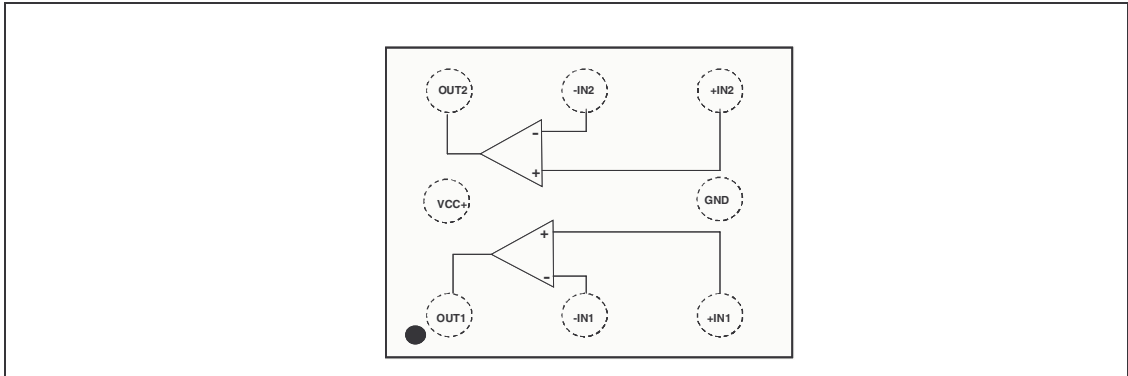 OUT2 -IN2 +IN2
-
+
VCC+ GND
+
-
OUT1 -IN1 +IN1